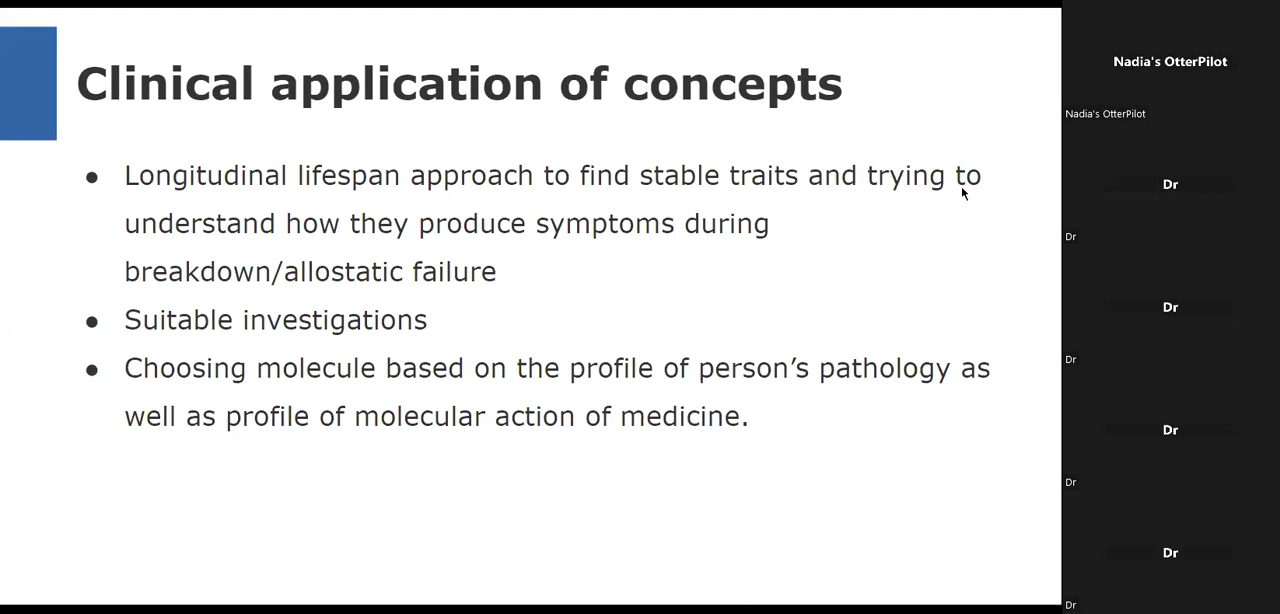 Clinical application of concepts
● Longitudinal lifespan approach to find stable traits and trying to
understand how they produce symptoms during
breakdown/allostatic failure
● Suitable investigations
● Choosing molecule based on the profile of person’s pathology as
well as profile of molecular action of medicine.
Nadia's OtterPilot
Nadia's OtterPilot
Dr
Dr
Dr
Dr
Dr
Dr
Dr
Dr